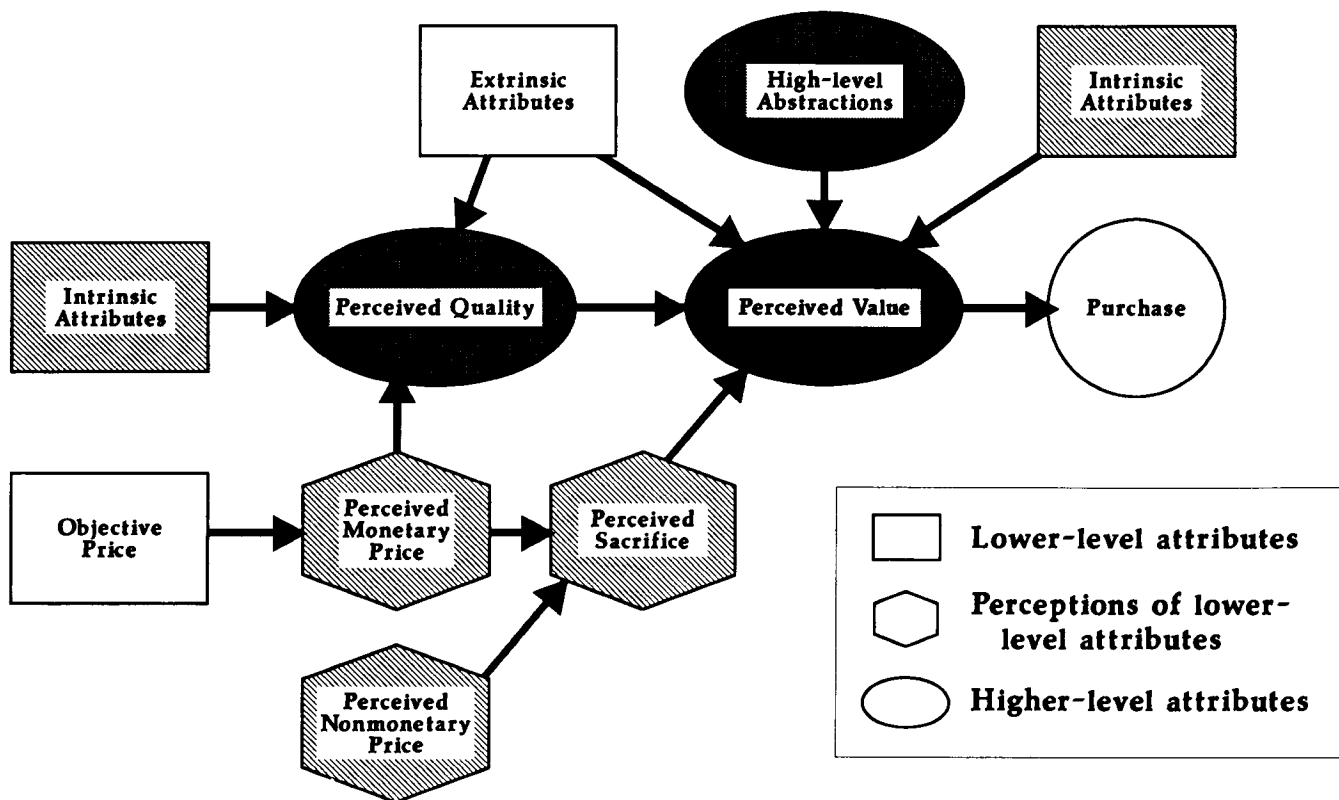 Extrinsic
Attributes
High-level
Abstractions
Intrinsic
Attributes
Intrinsic
Attributes
Perceived Quality
Perceived Value
Purchase
Objective
Price
Perceived
Monetary
Price
Perceived
Sacrifice
Perceived
Nonmonetary
Price
Lower-level attributes
Perceptions of lower-
level attributes
Higher-level attributes